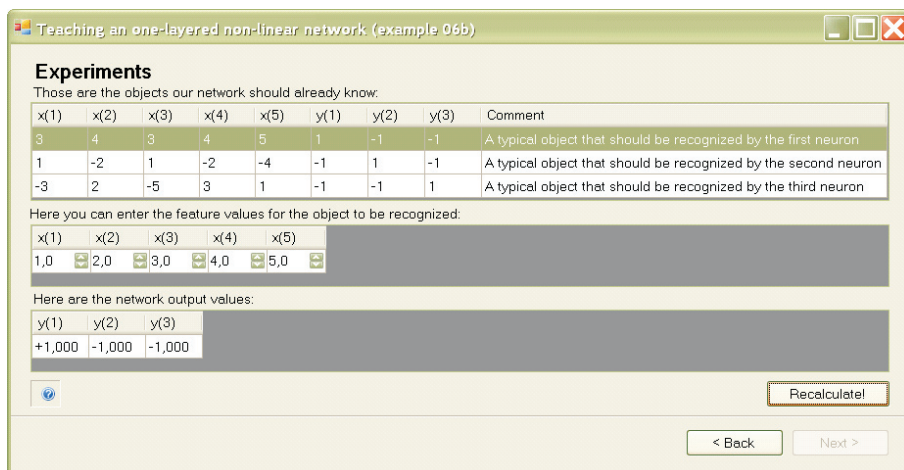 Teaching an one-layered non-linear network (example 06b)
Experiments
Those are the objects our network should already know:
x(1) x(2) x(3) x(4) x(5) y(1) y(2) y(3) Comment
3 4 3 4 5 1 -1 -1 A typical object that should be recognized by the first neuron
1 -2 1 -2 -4 -1 1 -1 A typical object that should be recognized by the second neuron
-3 2 -5 3 1 -1 -1 1 A typical object that should be recognized by the third neuron
Here you can enter the feature values for the object to be recognized:
x(1) x(2) x(3) x(4) x(5)
1,0 2,0 3,0 4,0 5,0
Here are the network output values:
y(1) y(2) y(3)
+1,000 -1,000 -1,000
Recalculate!
< Back Next >